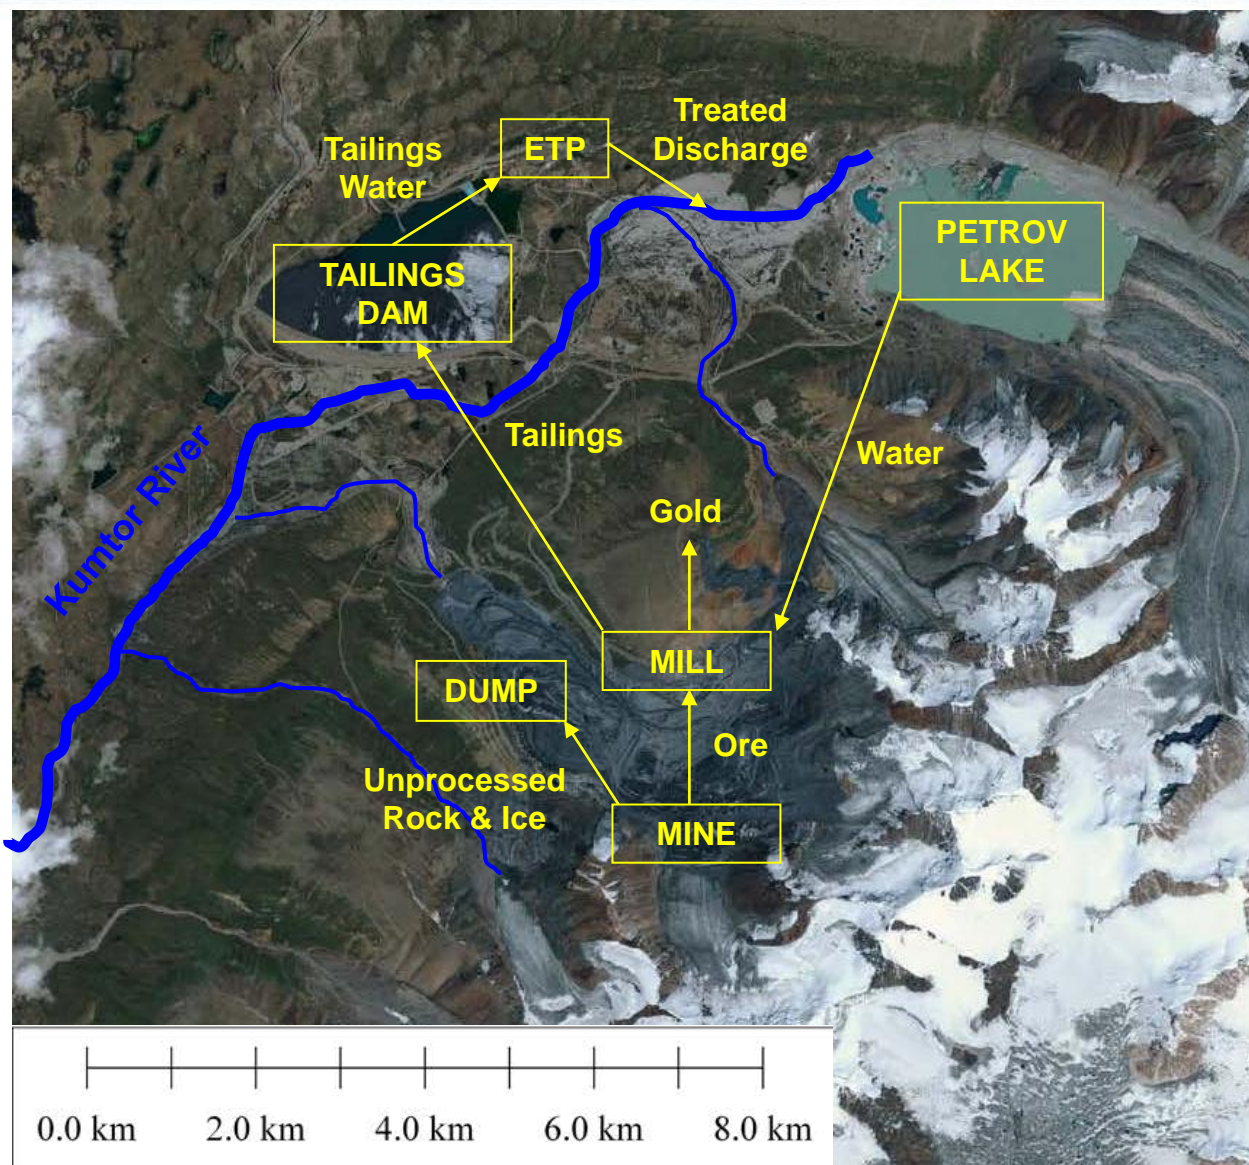 Treated
Discharge
ETP
Tailings
Water
PETROV
LAKE
TAILINGS
DAM
Tailings
Water
Kumtor River
Gold
MILL
DUMP
Ore
Unprocessed
Rock & Ice
MINE
0.0 km
2.0 km
4.0 km
6.0 km
8.0 km